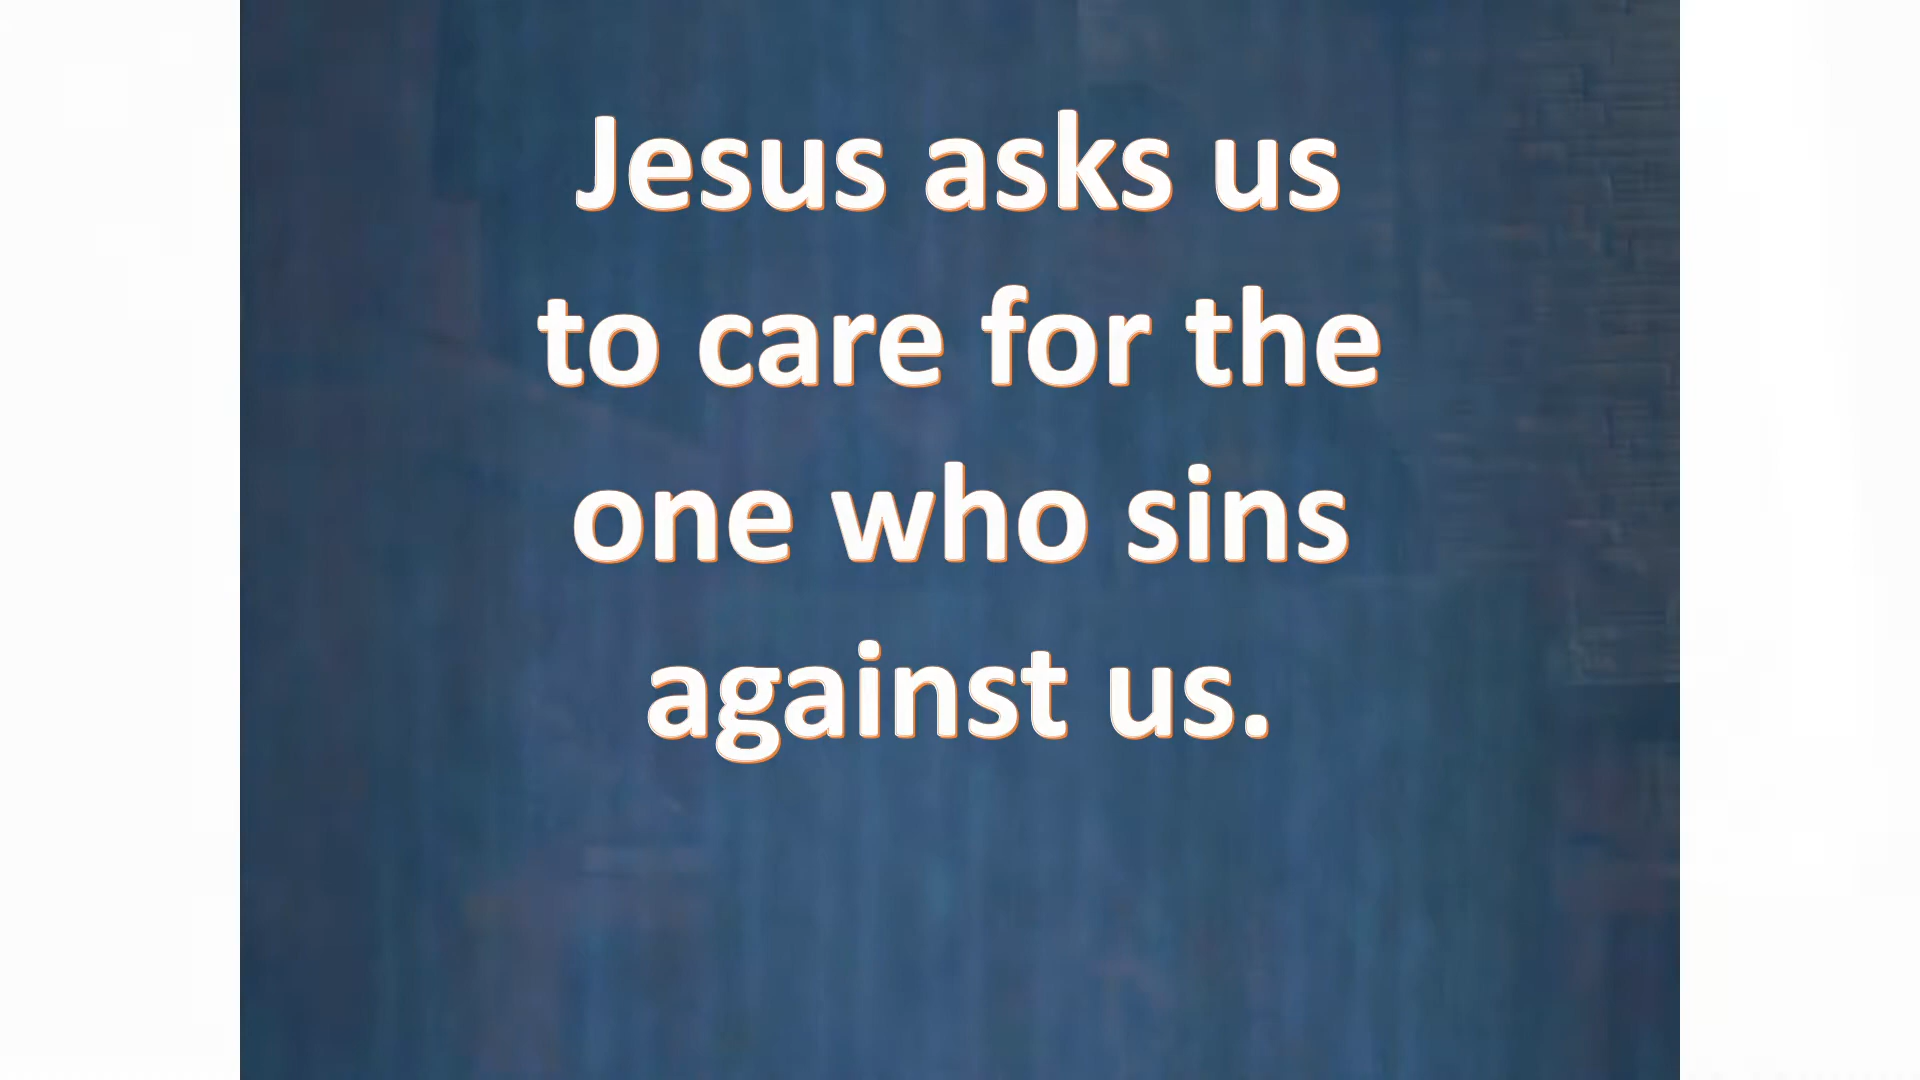 Jesus asks us
to care for the
one who sins
against us.